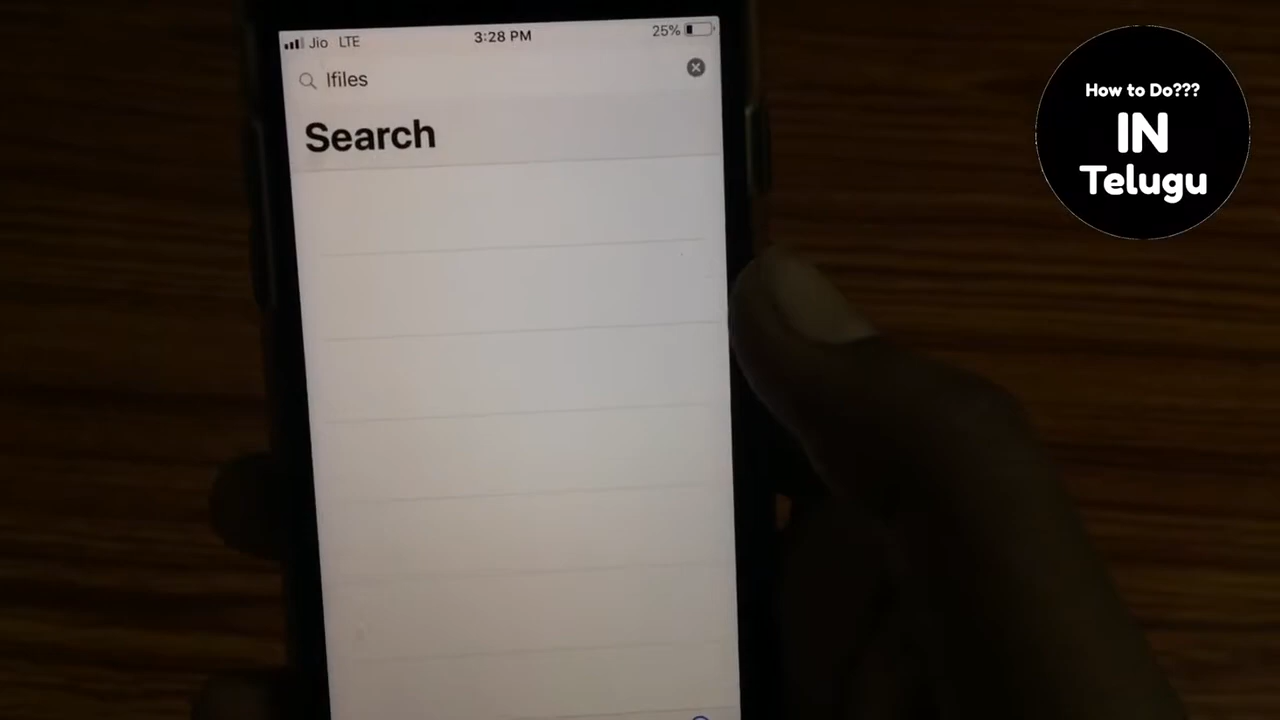 Jio LTE 3:28 PM 25%
Ifiles
Search
How to Do???
IN
Telugu